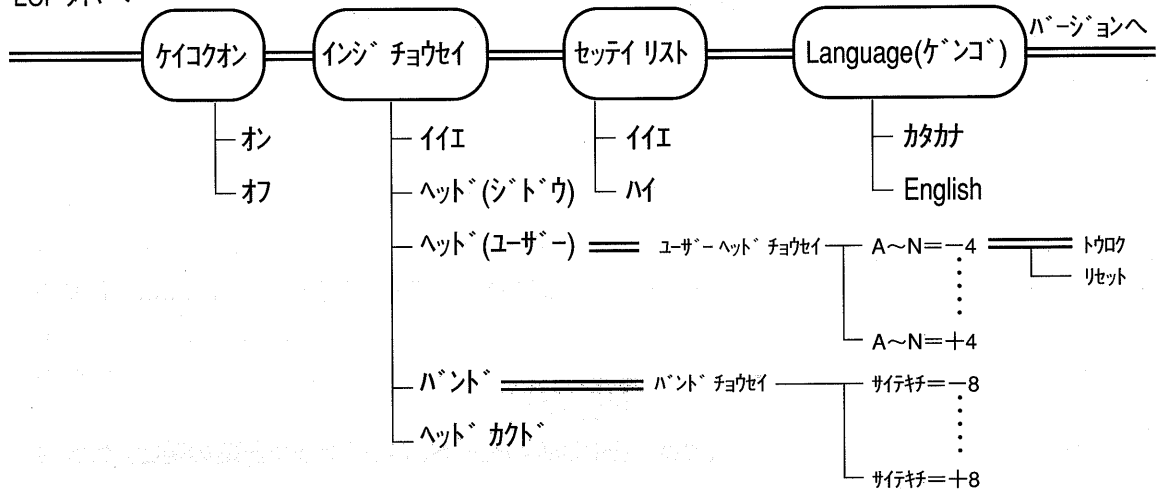 ﾊﾞｰｼﾞｮﾝへ
ｹｲｺｸｵﾝ
ｲﾝｼﾞ ﾁｮｳｾｲ
ｾｯﾃｲ ﾘｽﾄ
Language(ｹﾞﾝｺﾞ)
ｵﾝ
ｵﾌ
ｲｲｴ
ﾍｯﾄﾞ(ｼﾞﾄﾞｳ)
ﾍｯﾄﾞ(ﾕｰｻﾞｰ)
ﾕｰｻﾞｰ ﾍｯﾄﾞ ﾁｮｳｾｲ
A～N=－4
ﾄｳﾛｸ
ﾘｾｯﾄ
A～N=＋4
ﾊﾞﾝﾄﾞ
ﾊﾞﾝﾄﾞ ﾁｮｳｾｲ
ｻｲﾃｷﾁ=－8
ｻｲﾃｷﾁ=＋8
ﾍｯﾄﾞ ｶｸﾄﾞ
ｲｲｴ
ﾊｲ
ｶﾀｶﾅ
English